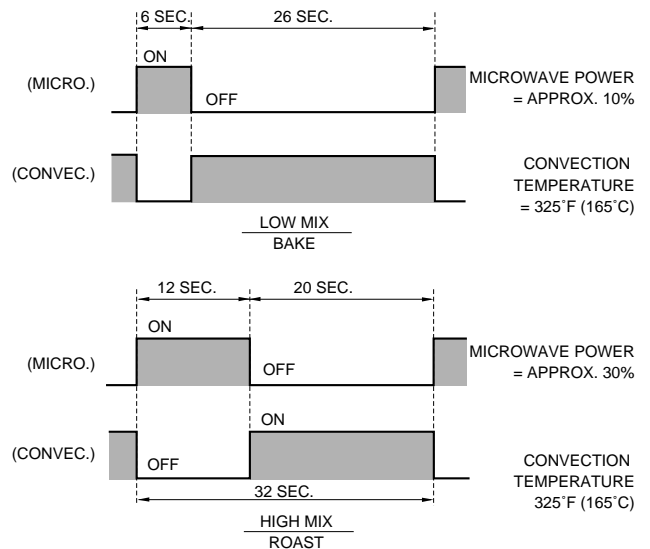 6 SEC. 26 SEC.
ON
(MICRO.)
OFF
MICROWAVE POWER
= APPROX. 10%
(CONVEC.)
CONVECTION
TEMPERATURE
= 325˚F (165˚C)
LOW MIX
BAKE
12 SEC. 20 SEC.
ON
(MICRO.)
OFF
MICROWAVE POWER
= APPROX. 30%
ON
(CONVEC.)
OFF
CONVECTION
TEMPERATURE
325˚F (165˚C)
32 SEC.
HIGH MIX
ROAST